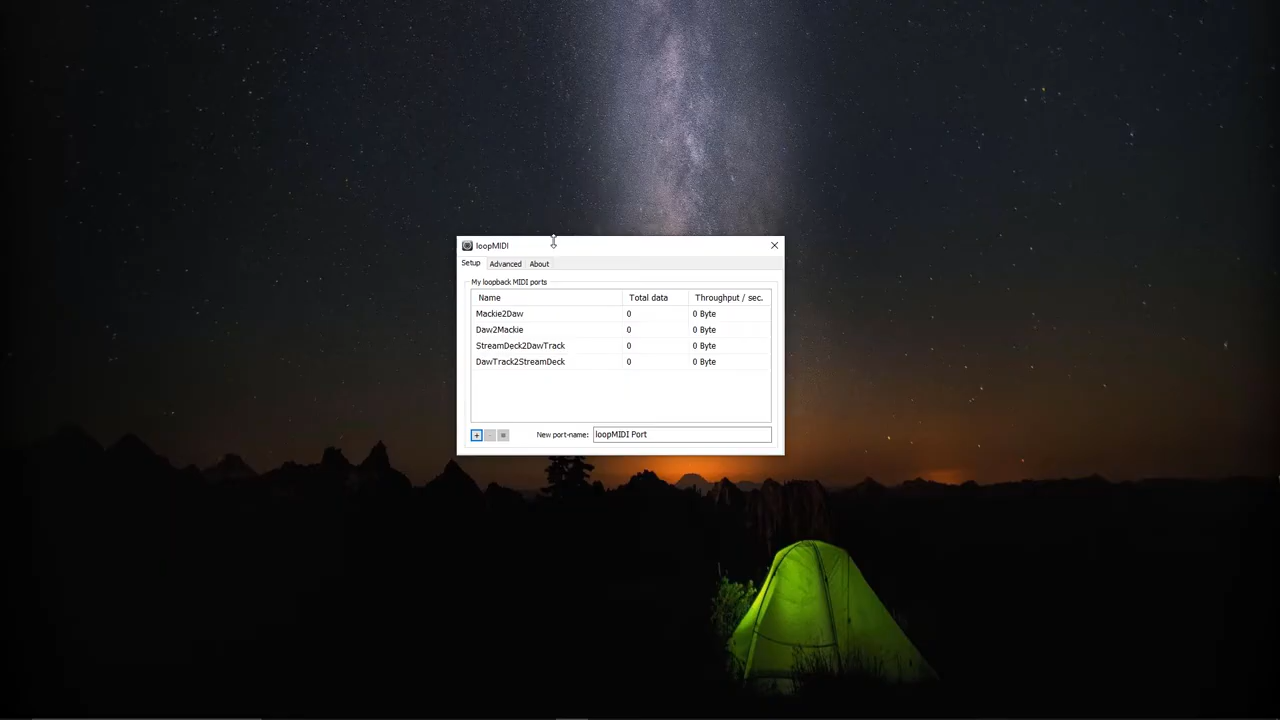 loopMIDI
Setup Advanced About
My loopback MIDI ports
Name Total data Throughput / sec.
Mackie2Daw 0 0 Byte
Daw2Mackie 0 0 Byte
StreamDeck2DawTrack 0 0 Byte
DawTrack2StreamDeck 0 0 Byte
+ - New port-name: loopMIDI Port